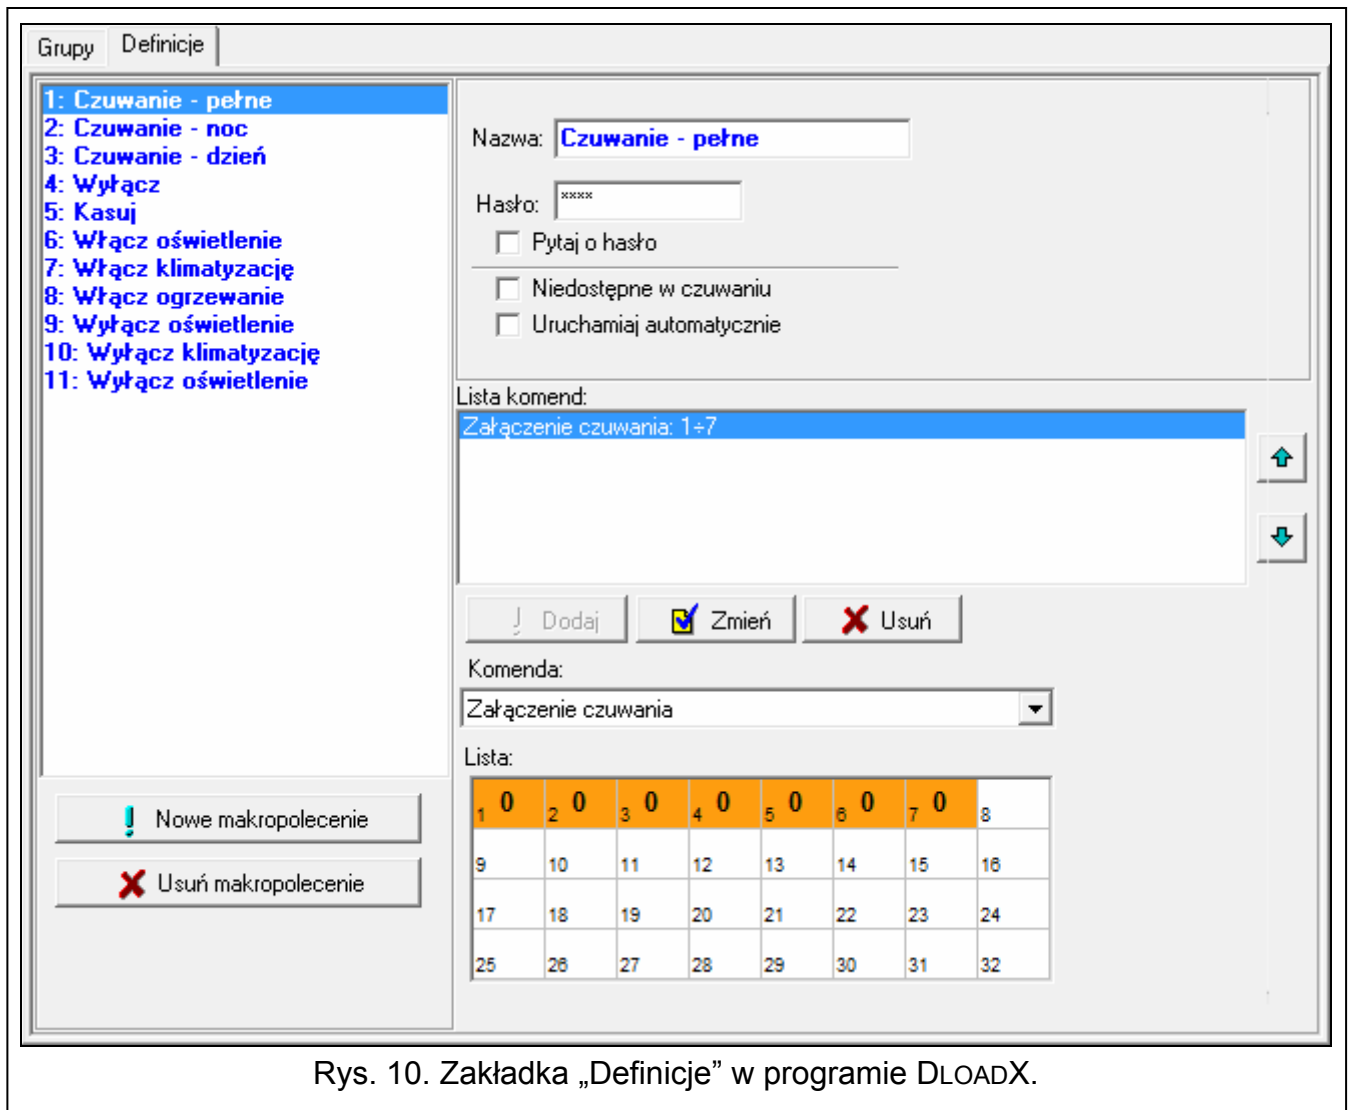 Grupy
Definicje
1: Czuwanie - pełne
2: Czuwanie - noc
3: Czuwanie - dzień
4: Wyłącz
5: Kasuj
6: Włącz oświetlenie
7: Włącz klimatyzację
8: Włącz ogrzewanie
9: Wyłącz oświetlenie
10: Wyłącz klimatyzację
11: Wyłącz oświetlenie
Nowe makropolecenie
Usuń makropolecenie
Nazwa: Czuwanie - pełne
Hasło: ****
Pytaj o hasło
Niedostępne w czuwaniu
Uruchamiaj automatycznie
Lista komend:
Załączenie czuwania: 1÷7
Dodaj
Zmień
Usuń
Komenda:
Załączenie czuwania
Lista:
1 0 2 0 3 0 4 0 5 0 6 0 7 0 8
9 10 11 12 13 14 15 16
17 18 19 20 21 22 23 24
25 26 27 28 29 30 31 32
Rys. 10. Zakładka „Definicje” w programie DLOADX.